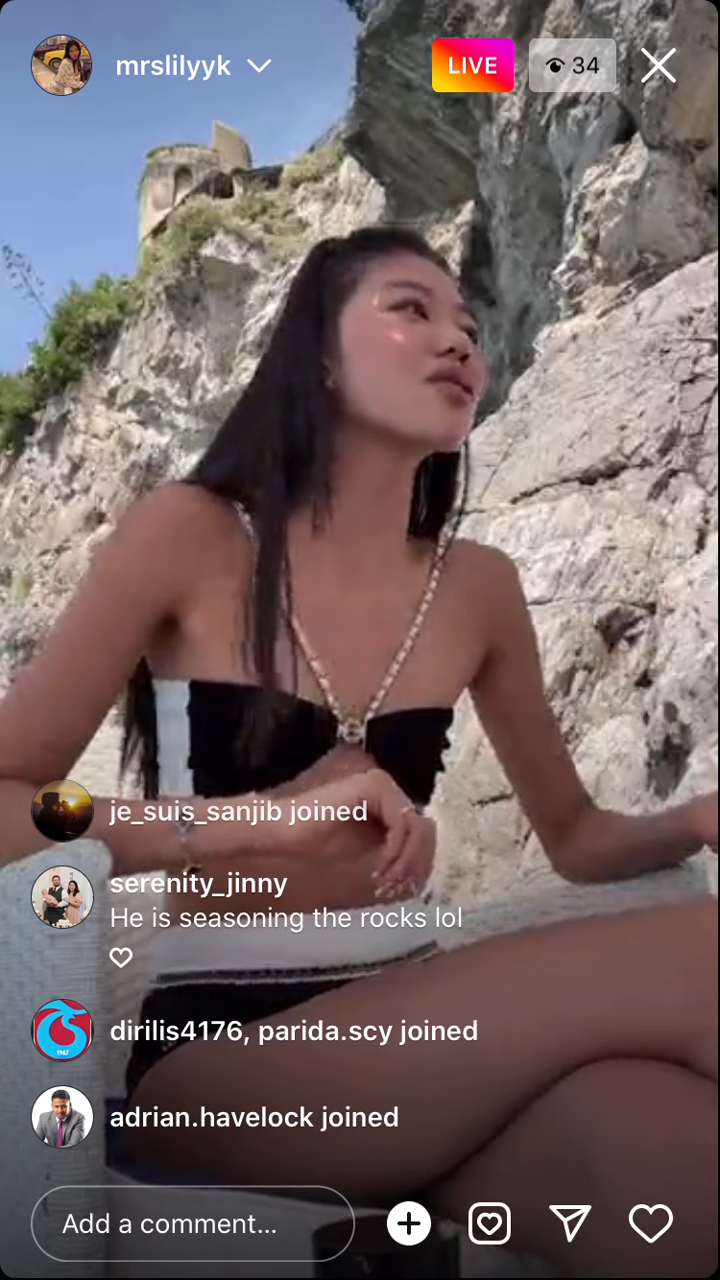 mrslilyyk
LIVE
34
je_suis_sanjib joined
serenity_jinny
He is seasoning the rocks lol
dirilis4176, parida.scy joined
1967
adrian.havelock joined
Add a comment...